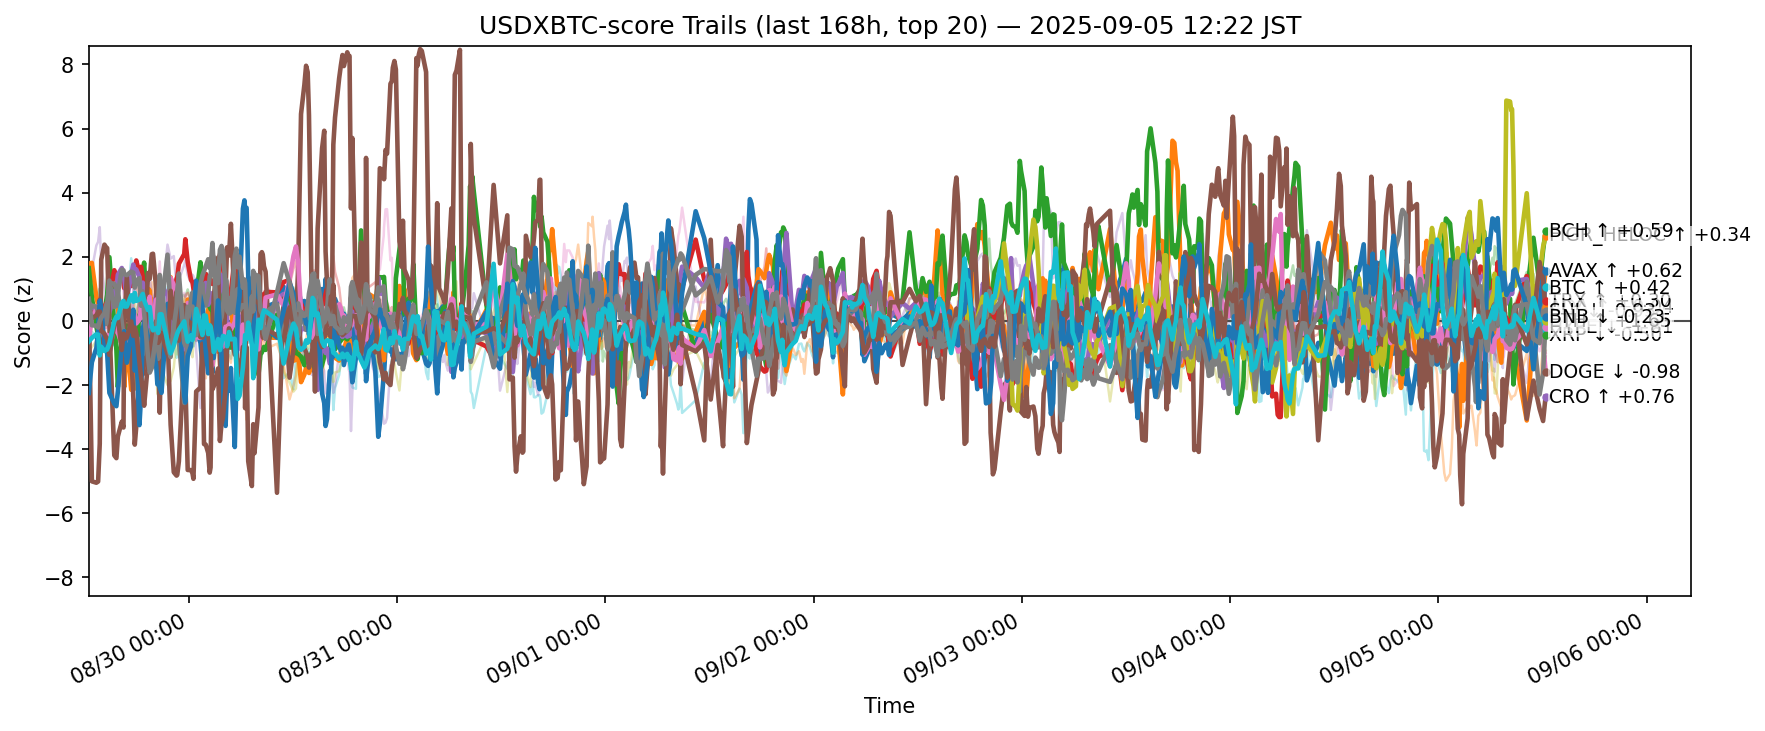 USDXBTC-score Trails (last 168h, top 20) — 2025-09-05 12:22 JST
Score (z)
8
6
4
2
0
−2
−4
−6
−8
BCH ↑ +0.59
↑ +0.34
AVAX ↑ +0.62
BTC ↑ +0.42
BNB ↓ -0.23
XRP ↓ -0.30
DOGE ↓ -0.98
CRO ↑ +0.76
08/30 00:00
08/31 00:00
09/01 00:00
09/02 00:00
09/03 00:00
09/04 00:00
09/05 00:00
09/06 00:00
Time